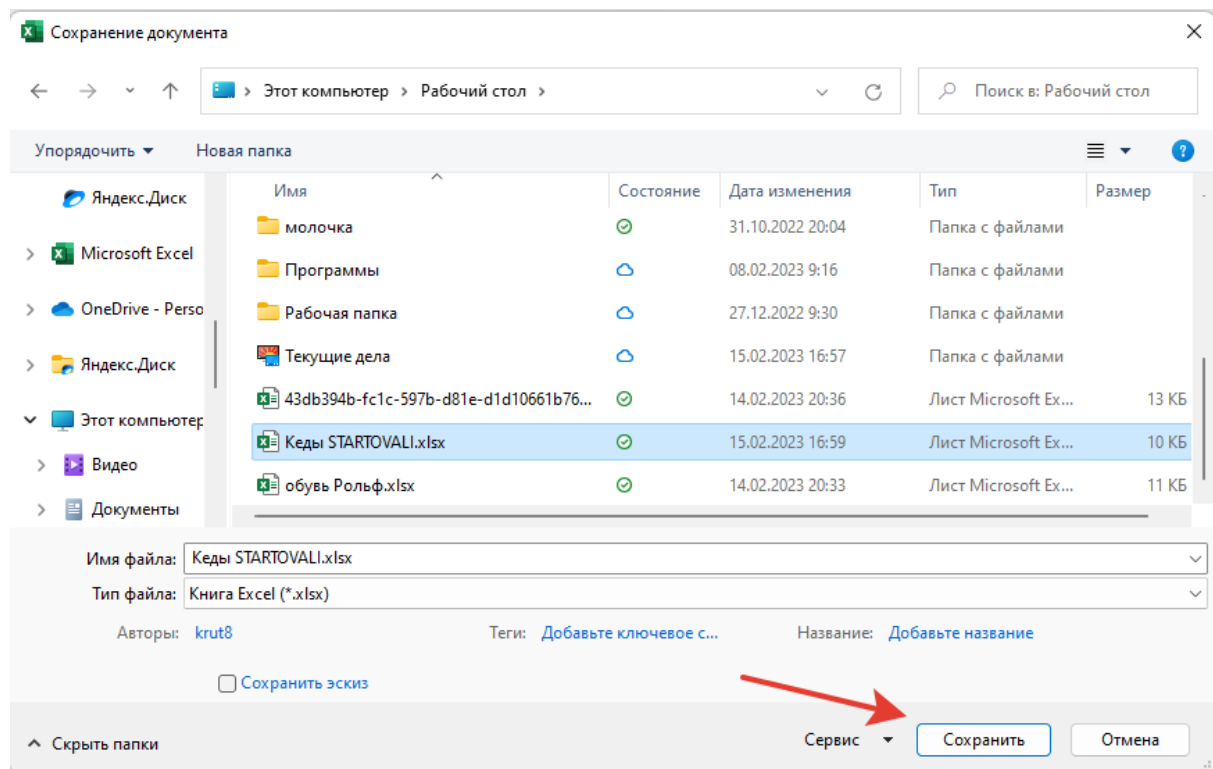 Сохранение документа
Этот компьютер › Рабочий стол ›
Поиск в: Рабочий стол
Упорядочить Новая папка
Имя Состояние Дата изменения Тип Размер
Яндекс.Диск
Microsoft Excel
OneDrive - Perso
Яндекс.Диск
Этот компьютер
Видео
Документы
молочка 31.10.2022 20:04 Папка с файлами
Программы 08.02.2023 9:16 Папка с файлами
Рабочая папка 27.12.2022 9:30 Папка с файлами
Текущие дела 15.02.2023 16:57 Папка с файлами
43db394b-fc1c-597b-d81e-d1d10661b76... 14.02.2023 20:36 Лист Microsoft Ex... 13 КБ
Кеды STARTOVALI.xlsx 15.02.2023 16:59 Лист Microsoft Ex... 10 КБ
обувь Рольф.xlsx 14.02.2023 20:33 Лист Microsoft Ex... 11 КБ
Имя файла: Кеды STARTOVALI.xlsx
Тип файла: Книга Excel (*.xlsx)
Авторы: krut8 Теги: Добавьте ключевое с... Название: Добавьте название
Сохранить эскиз
Скрыть папки Сервис Сохранить Отмена